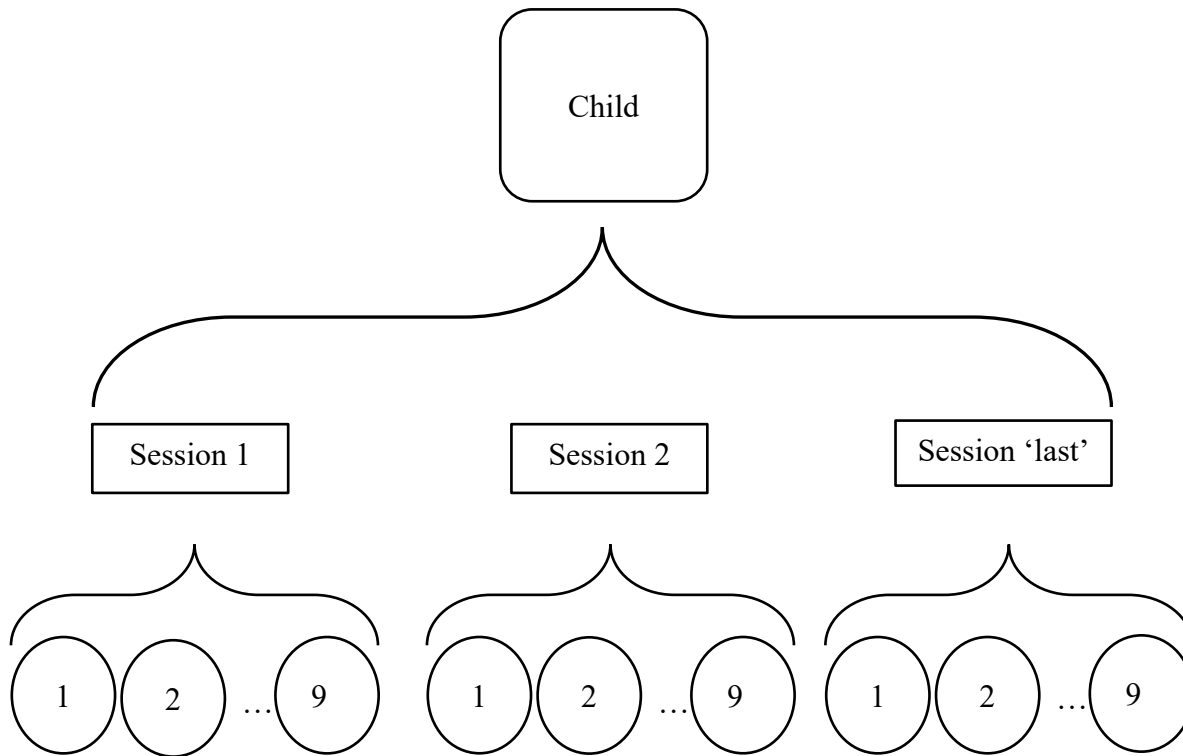 Child
Session 1
Session 2
Session ‘last’
1 2 … 9
1 2 … 9
1 2 … 9